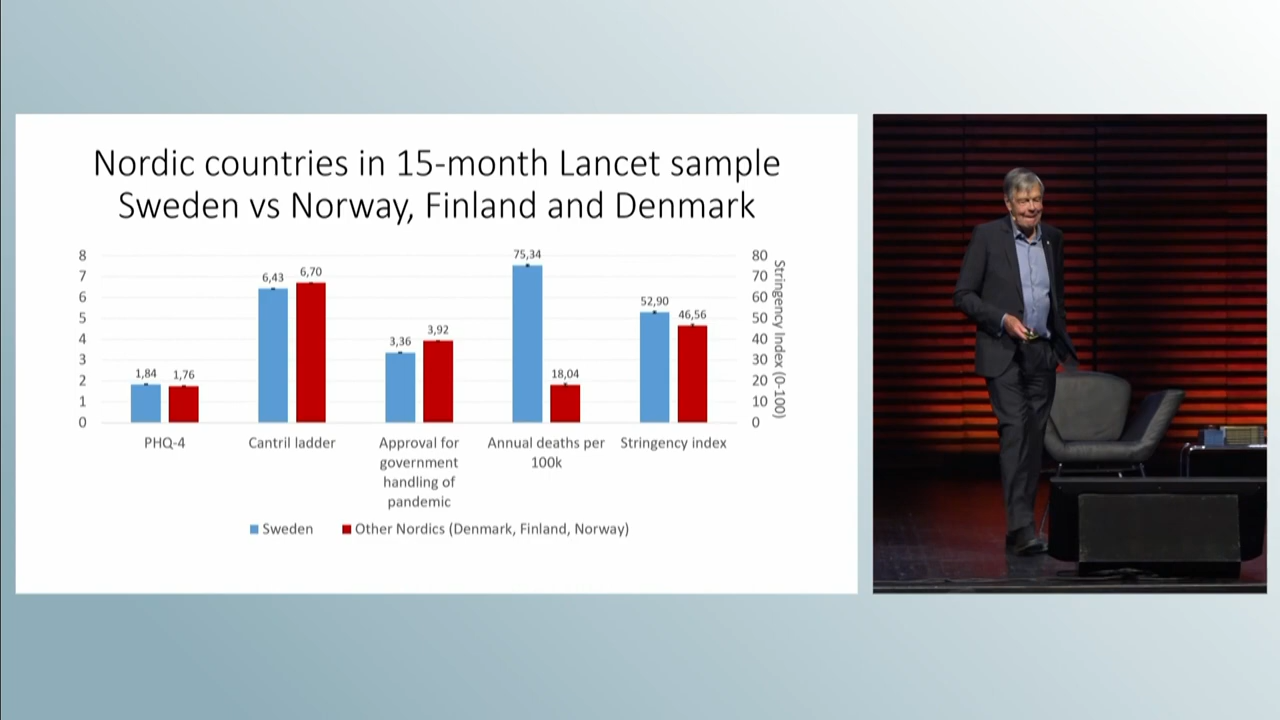 Nordic countries in 15-month Lancet sample
Sweden vs Norway, Finland and Denmark
8
7
6
5
4
3
2
1
0
1,84
1,76
6,43
6,70
3,36
3,92
75,34
18,04
52,90
46,56
80
70
60
50
40
30
20
10
0
Stringency Index (0-100)
PHQ-4
Cantril ladder
Approval for
government
handling of
pandemic
Annual deaths per
100k
Stringency index
Sweden
Other Nordics (Denmark, Finland, Norway)